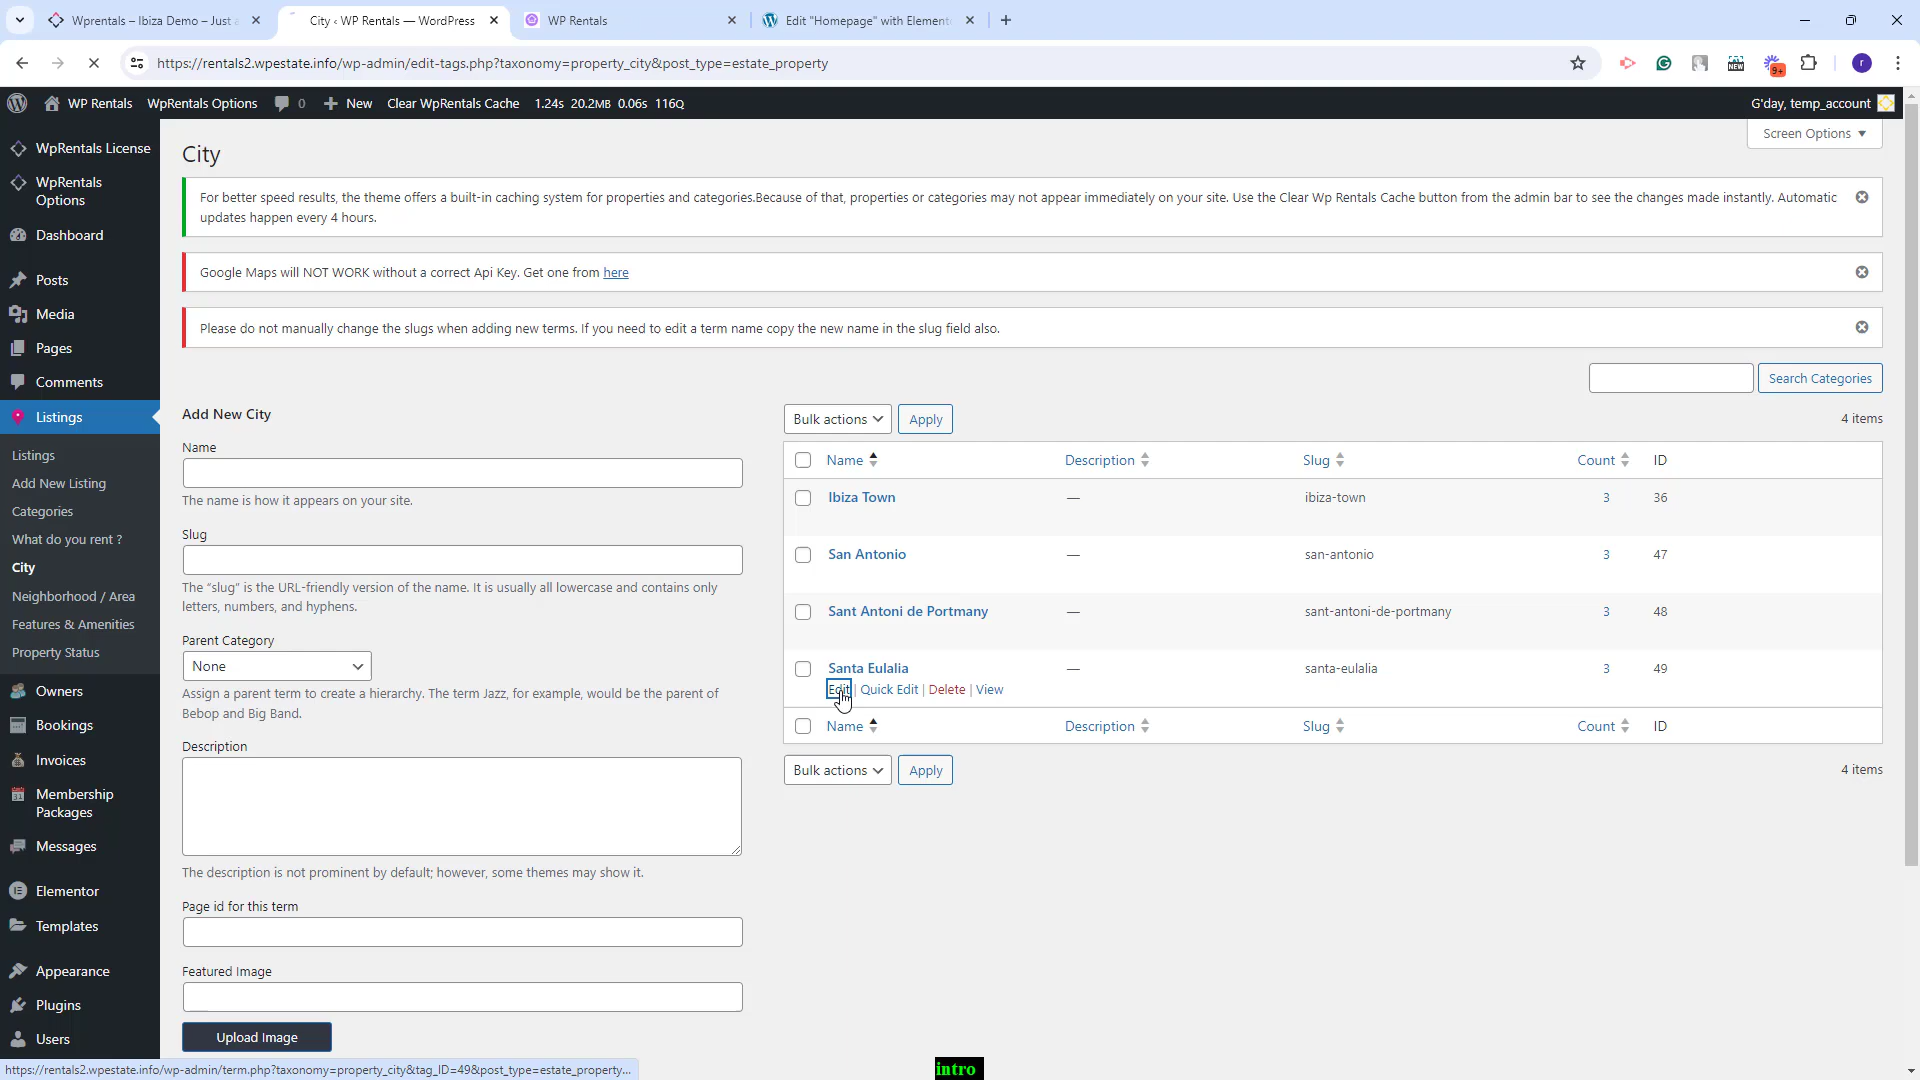 Wprentals – Ibiza Demo – Just a
City ‹ WP Rentals — WordPress
WP Rentals
Edit "Homepage" with Element
https://rentals2.wpestate.info/wp-admin/edit-tags.php?taxonomy=property_city&post_type=estate_property
NEW
9+
r
WP Rentals
WpRentals Options
0
New
Clear WpRentals Cache
1.24s 20.2MB 0.06s 116Q
G'day, temp_account
WpRentals License
WpRentals
Options
Dashboard
Posts
Media
Pages
Comments
Listings
Listings
Add New Listing
Categories
What do you rent ?
City
Neighborhood / Area
Features & Amenities
Property Status
Owners
Bookings
Invoices
Membership
Packages
Messages
Elementor
Templates
Appearance
Plugins
Users
Screen Options
City
For better speed results, the theme offers a built-in caching system for properties and categories.Because of that, properties or categories may not appear immediately on your site. Use the Clear Wp Rentals Cache button from the admin bar to see the changes made instantly. Automatic
updates happen every 4 hours.
Google Maps will NOT WORK without a correct Api Key. Get one from here
Please do not manually change the slugs when adding new terms. If you need to edit a term name copy the new name in the slug field also.
Search Categories
Add New City
Name
The name is how it appears on your site.
Slug
The “slug” is the URL-friendly version of the name. It is usually all lowercase and contains only
letters, numbers, and hyphens.
Parent Category
None
Assign a parent term to create a hierarchy. The term Jazz, for example, would be the parent of
Bebop and Big Band.
Description
The description is not prominent by default; however, some themes may show it.
Page id for this term
Featured Image
Upload Image
Bulk actions
Apply
4 items
Name Description Slug Count ID
Ibiza Town — ibiza-town 3 36
San Antonio — san-antonio 3 47
Sant Antoni de Portmany — sant-antoni-de-portmany 3 48
Santa Eulalia — santa-eulalia 3 49
Edit | Quick Edit | Delete | View
Name Description Slug Count ID
Bulk actions
Apply
4 items
https://rentals2.wpestate.info/wp-admin/term.php?taxonomy=property_city&tag_ID=49&post_type=estate_property...
intro